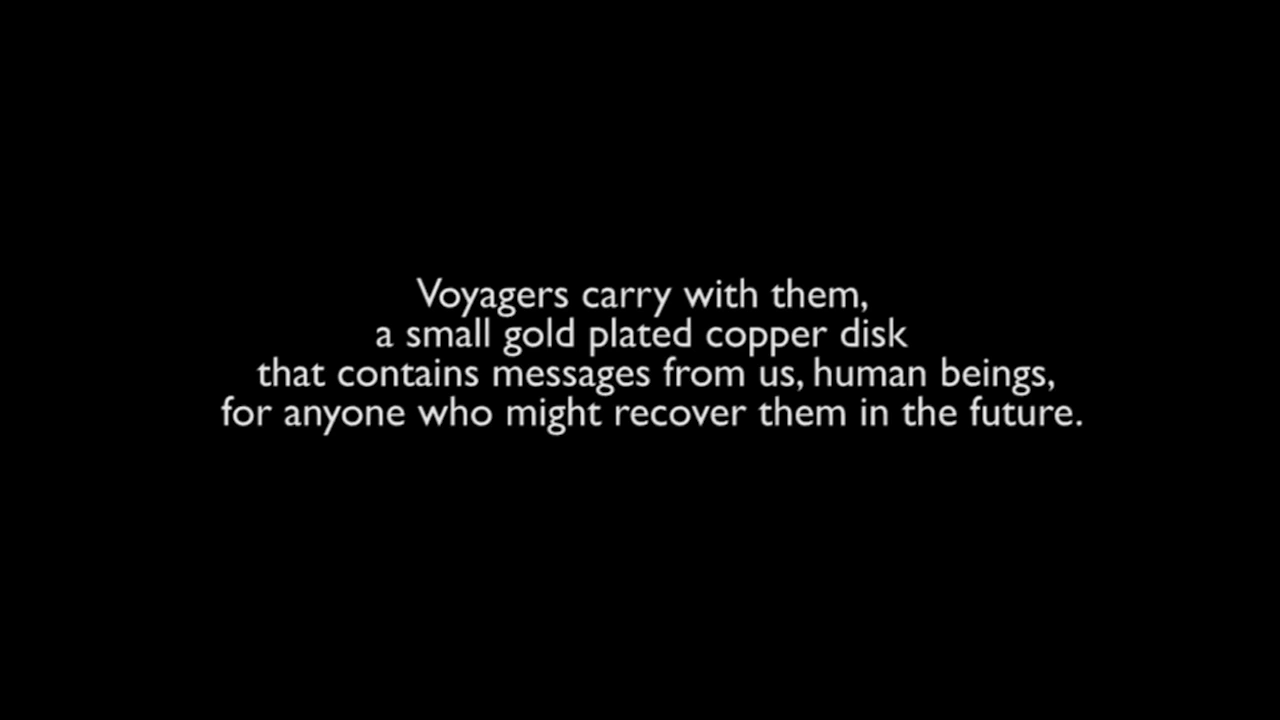 Voyagers carry with them,
a small gold plated copper disk
that contains messages from us, human beings,
for anyone who might recover them in the future.